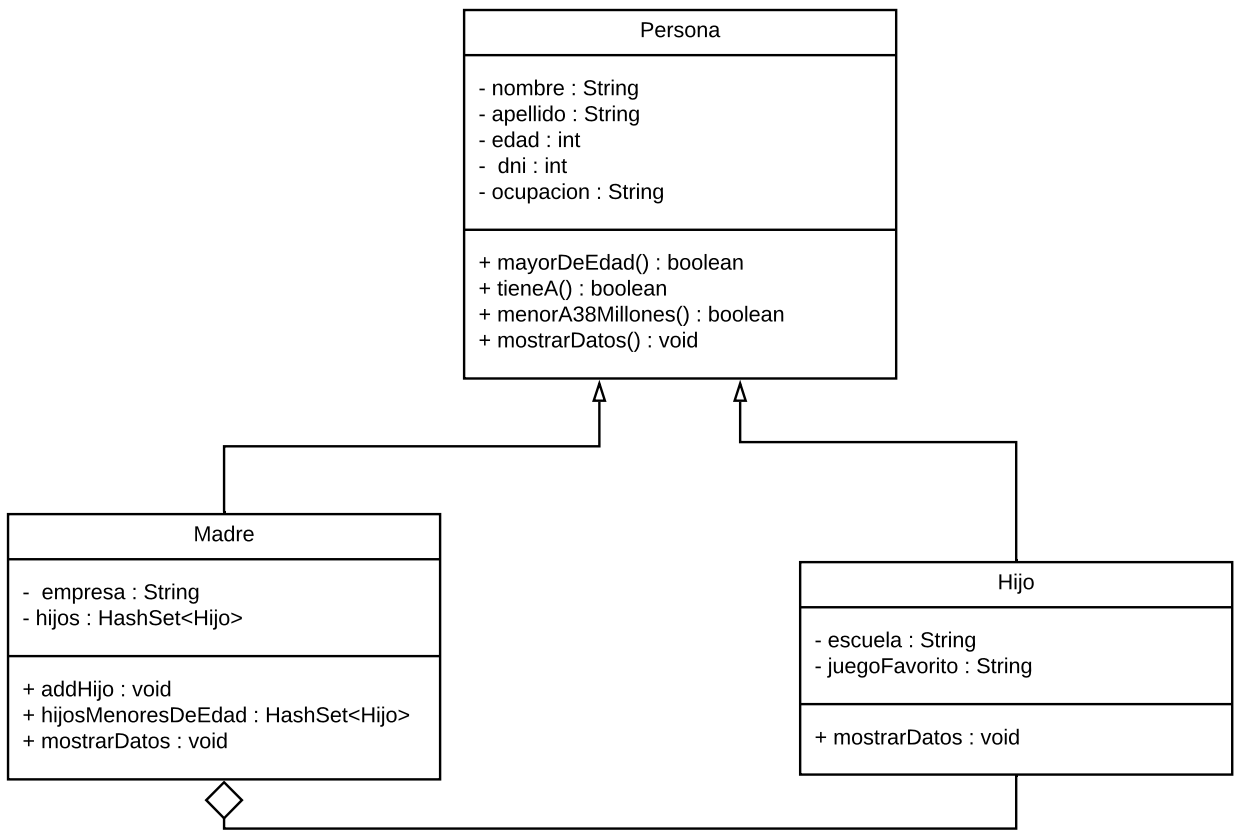 Persona
- nombre : String
- apellido : String
- edad : int
-  dni : int
- ocupacion : String
+ mayorDeEdad() : boolean
+ tieneA() : boolean
+ menorA38Millones() : boolean
+ mostrarDatos() : void
Madre
-  empresa : String
- hijos : HashSet<Hijo>
+ addHijo : void
+ hijosMenoresDeEdad : HashSet<Hijo>
+ mostrarDatos : void
Hijo
- escuela : String
- juegoFavorito : String
+ mostrarDatos : void